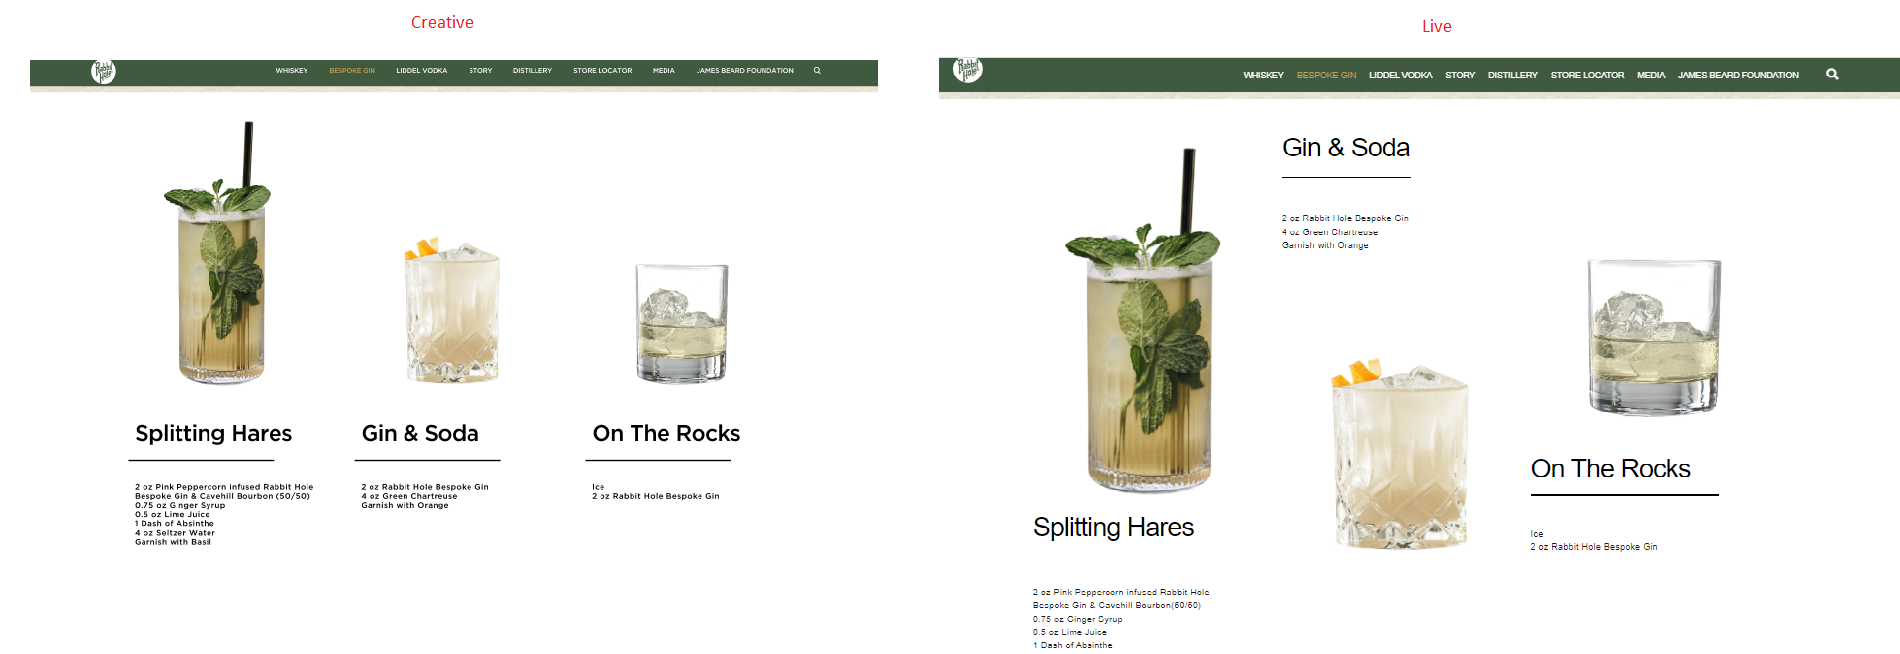 Creative
Rabbit Hole
WHISKEY BESPOKE GIN LIDDEL VODKA STORY DISTILLERY STORE LOCATOR MEDIA JAMES BEARD FOUNDATION
Splitting Hares
2 oz Pink Peppercorn infused Rabbit Hole
Bespoke Gin & Cavehill Bourbon (50/50)
0.75 oz Ginger Syrup
0.5 oz Lime Juice
1 Dash of Absinthe
4 oz Seltzer Water
Garnish with Basil
Gin & Soda
2 oz Rabbit Hole Bespoke Gin
4 oz Green Chartreuse
Garnish with Orange
On The Rocks
Ice
2 oz Rabbit Hole Bespoke Gin
Live
Rabbit Hole
WHISKEY BESPOKE GIN LIDDEL VODKA STORY DISTILLERY STORE LOCATOR MEDIA JAMES BEARD FOUNDATION
Gin & Soda
2 oz Rabbit Hole Bespoke Gin
4 oz Green Chartreuse
Garnish with Orange
Splitting Hares
2 oz Pink Peppercorn infused Rabbit Hole
Bespoke Gin & Cavehill Bourbon(50/50)
0.75 oz Ginger Syrup
0.5 oz Lime Juice
1 Dash of Absinthe
On The Rocks
Ice
2 oz Rabbit Hole Bespoke Gin